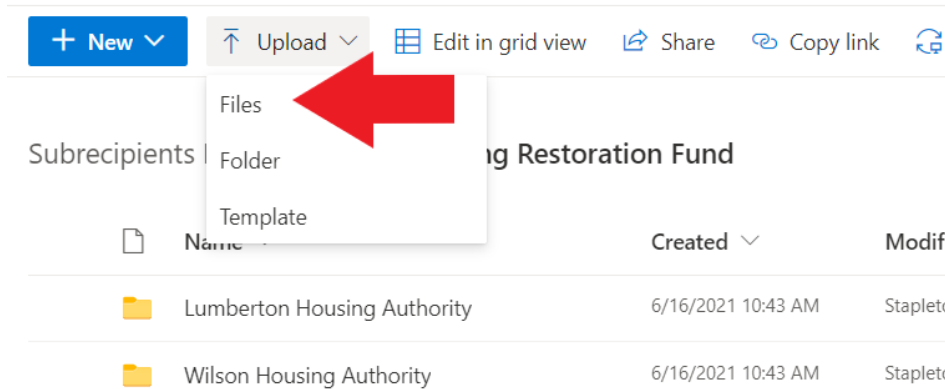 New Upload Edit in grid view Share Copy link
Files
Subrecipients Restoration Fund
Folder
Template
Name Created
Lumberton Housing Authority 6/16/2021 10:43 AM
Wilson Housing Authority 6/16/2021 10:43 AM